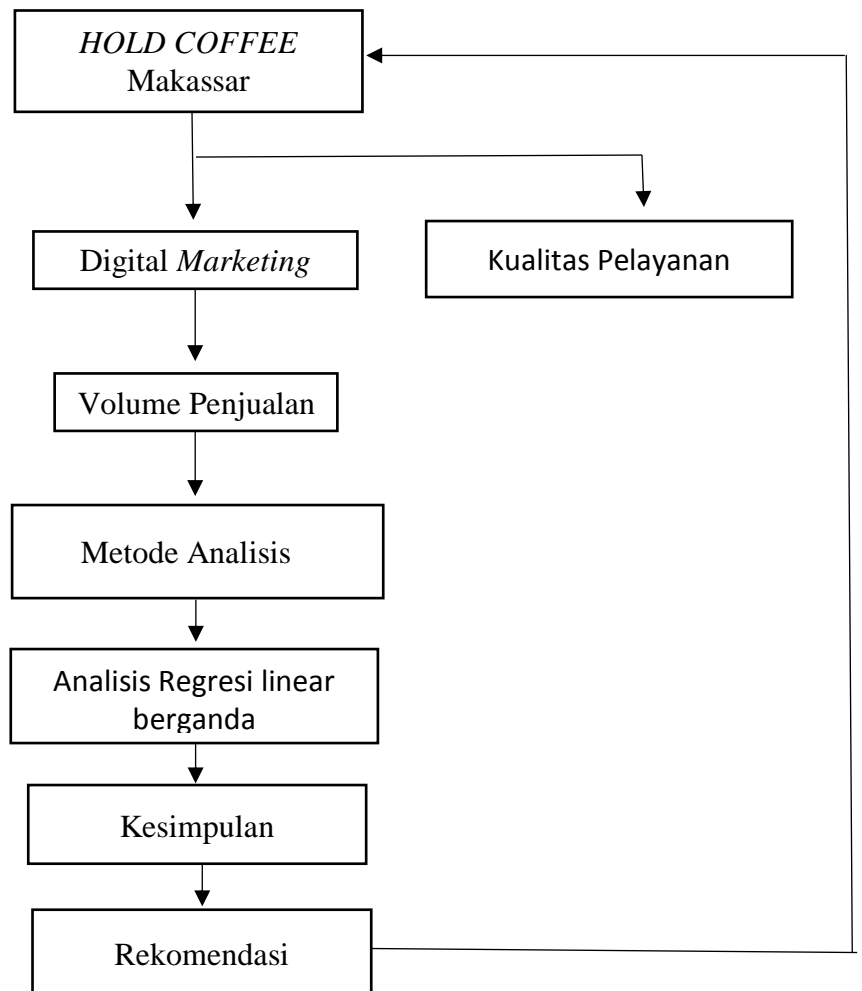 HOLD COFFEE
Makassar
Digital Marketing
Kualitas Pelayanan
Volume Penjualan
Metode Analisis
Analisis Regresi linear
berganda
Kesimpulan
Rekomendasi